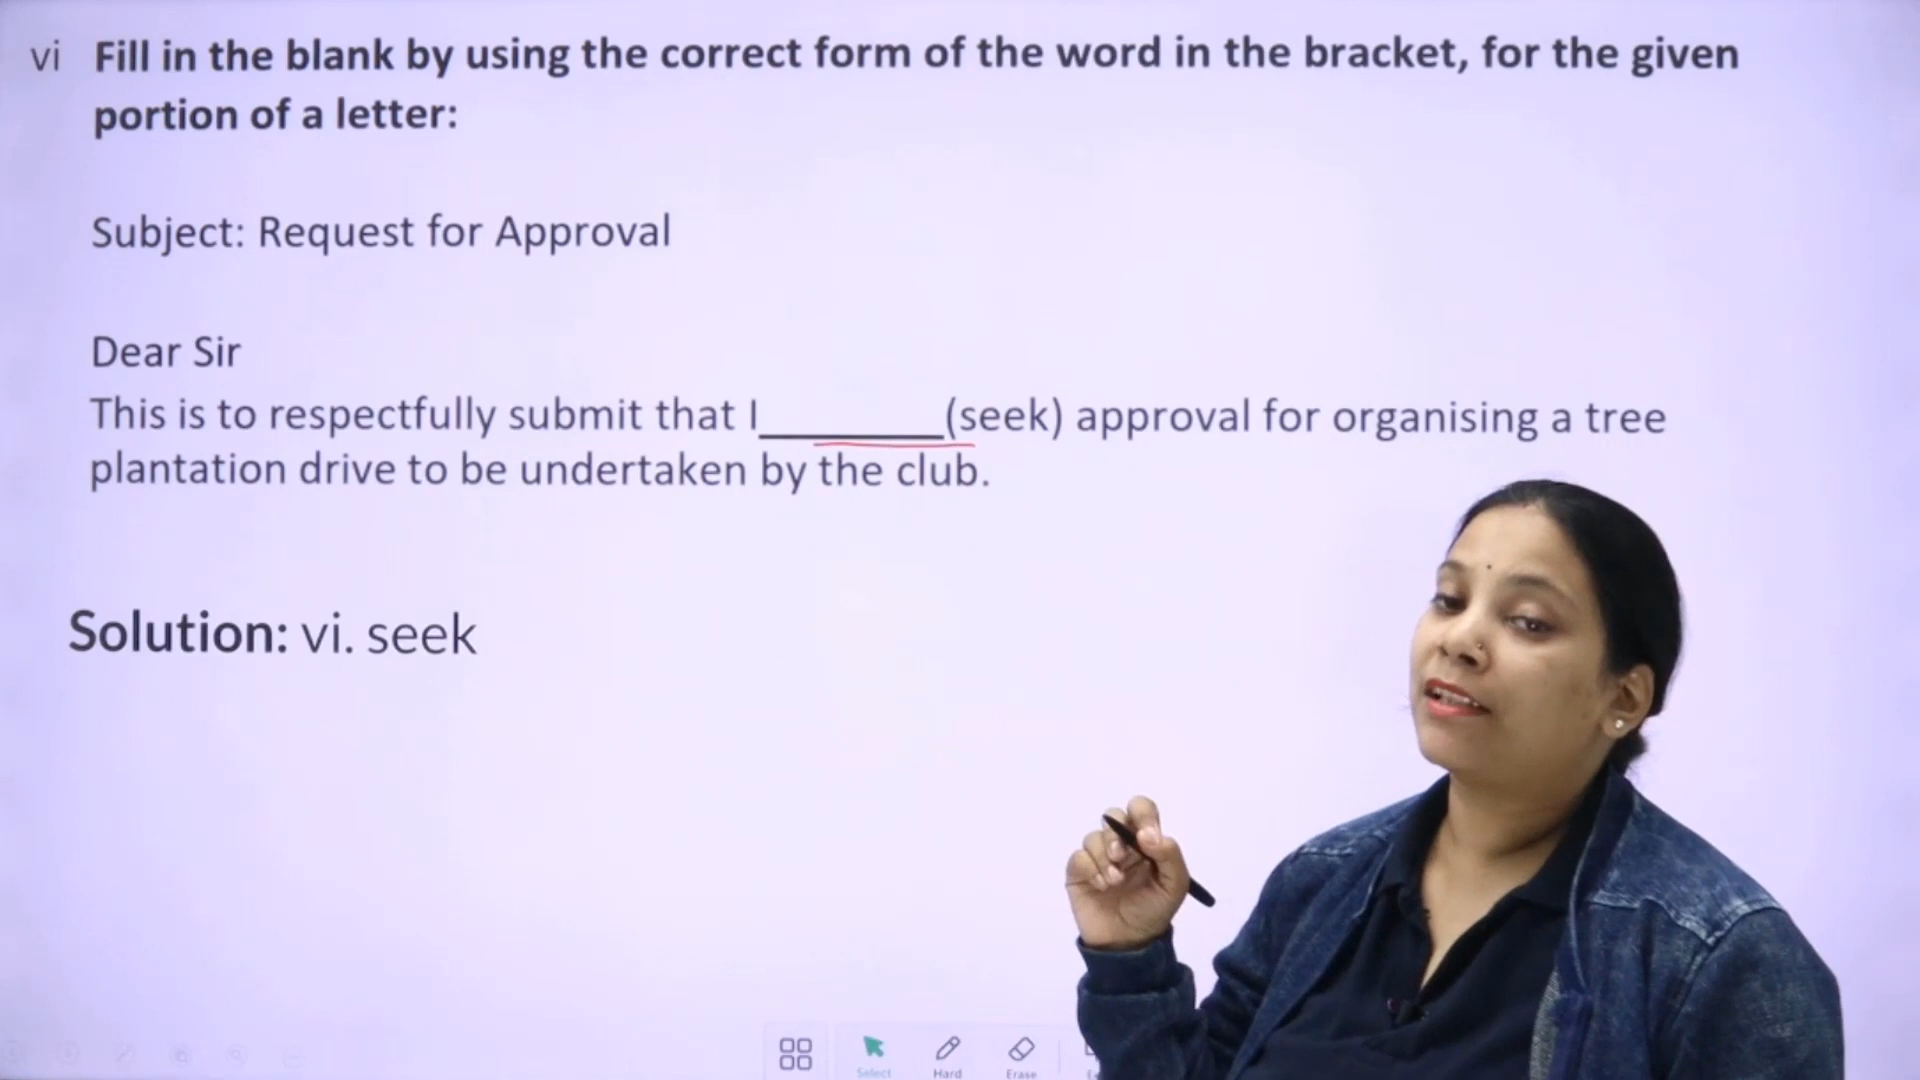 vi Fill in the blank by using the correct form of the word in the bracket, for the given
portion of a letter:
Subject: Request for Approval
Dear Sir
This is to respectfully submit that I________(seek) approval for organising a tree
plantation drive to be undertaken by the club.
Solution: vi. seek
Select Hard Erase